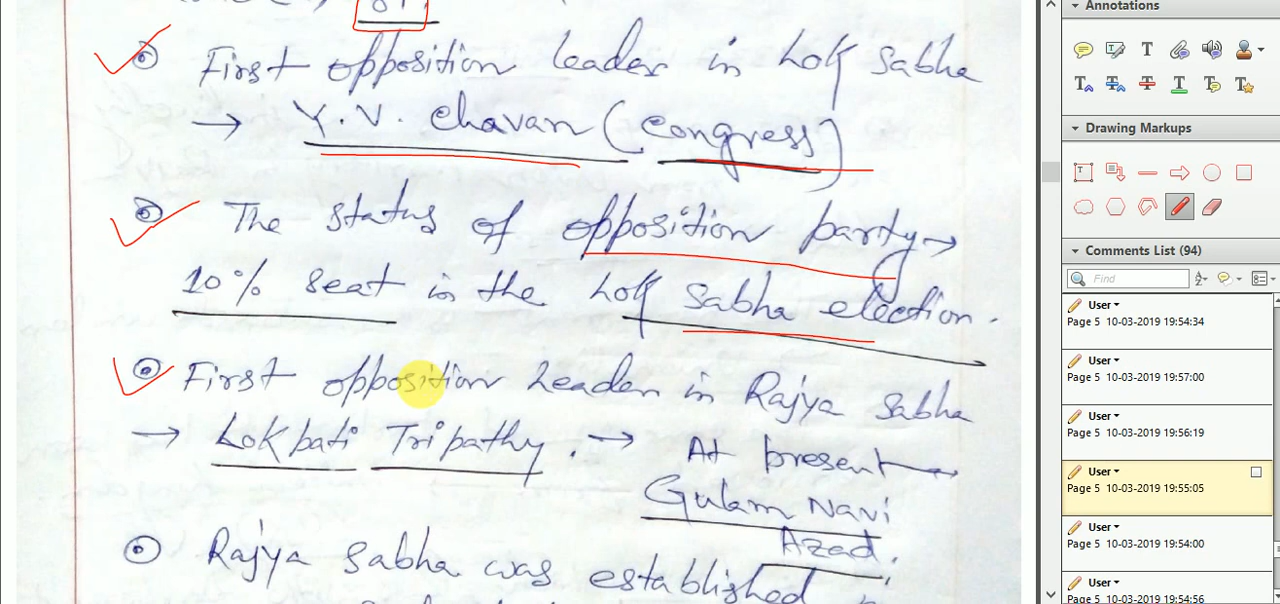 First opposition leader in Lok Sabha
→ Y.V. Chavan (Congress)
The status of opposition party→
10% seat in the Lok Sabha election.
First opposition Leader in Rajya Sabha
→ Lokpati Tripathy. → At present→
Gulam Navi
Azad.
Rajya Sabha was established
Annotations
Drawing Markups
Comments List (94)
Find
User
Page 5 10-03-2019 19:54:34
User
Page 5 10-03-2019 19:57:00
User
Page 5 10-03-2019 19:56:19
User
Page 5 10-03-2019 19:55:05
User
Page 5 10-03-2019 19:54:00
User
Page 5 10-03-2019 19:54:56